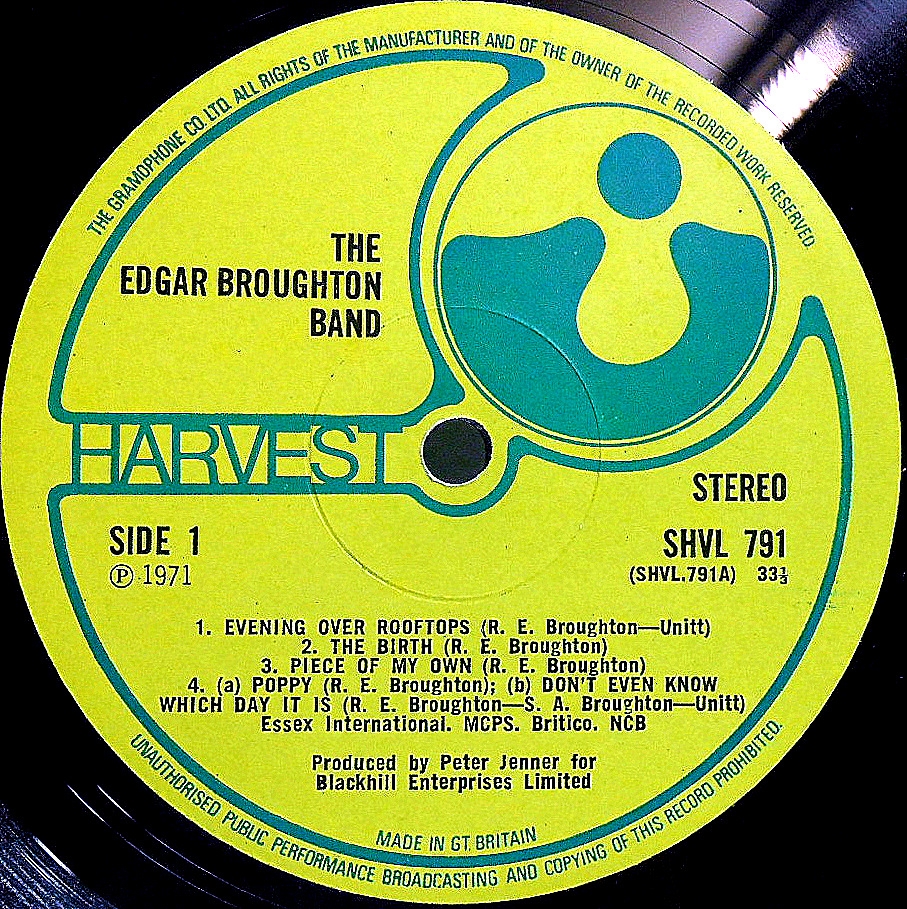 THE GRAMOPHONE CO. LTD. ALL RIGHTS OF THE MANUFACTURER AND OF THE OWNER OF THE RECORDED WORK RESERVED.
THE
EDGAR BROUGHTON
BAND
HARVEST
STEREO
SIDE 1
SHVL 791
℗ 1971
(SHVL.791A) 33⅓
1. EVENING OVER ROOFTOPS (R. E. Broughton—Unitt)
2. THE BIRTH (R. E. Broughton)
3. PIECE OF MY OWN (R. E. Broughton)
4. (a) POPPY (R. E. Broughton); (b) DON'T EVEN KNOW
WHICH DAY IT IS (R. E. Broughton—S. A. Broughton—Unitt)
Essex International. MCPS. Britico. NCB
Produced by Peter Jenner for
Blackhill Enterprises Limited
MADE IN GT BRITAIN
UNAUTHORISED PUBLIC PERFORMANCE BROADCASTING AND COPYING OF THIS RECORD PROHIBITED.